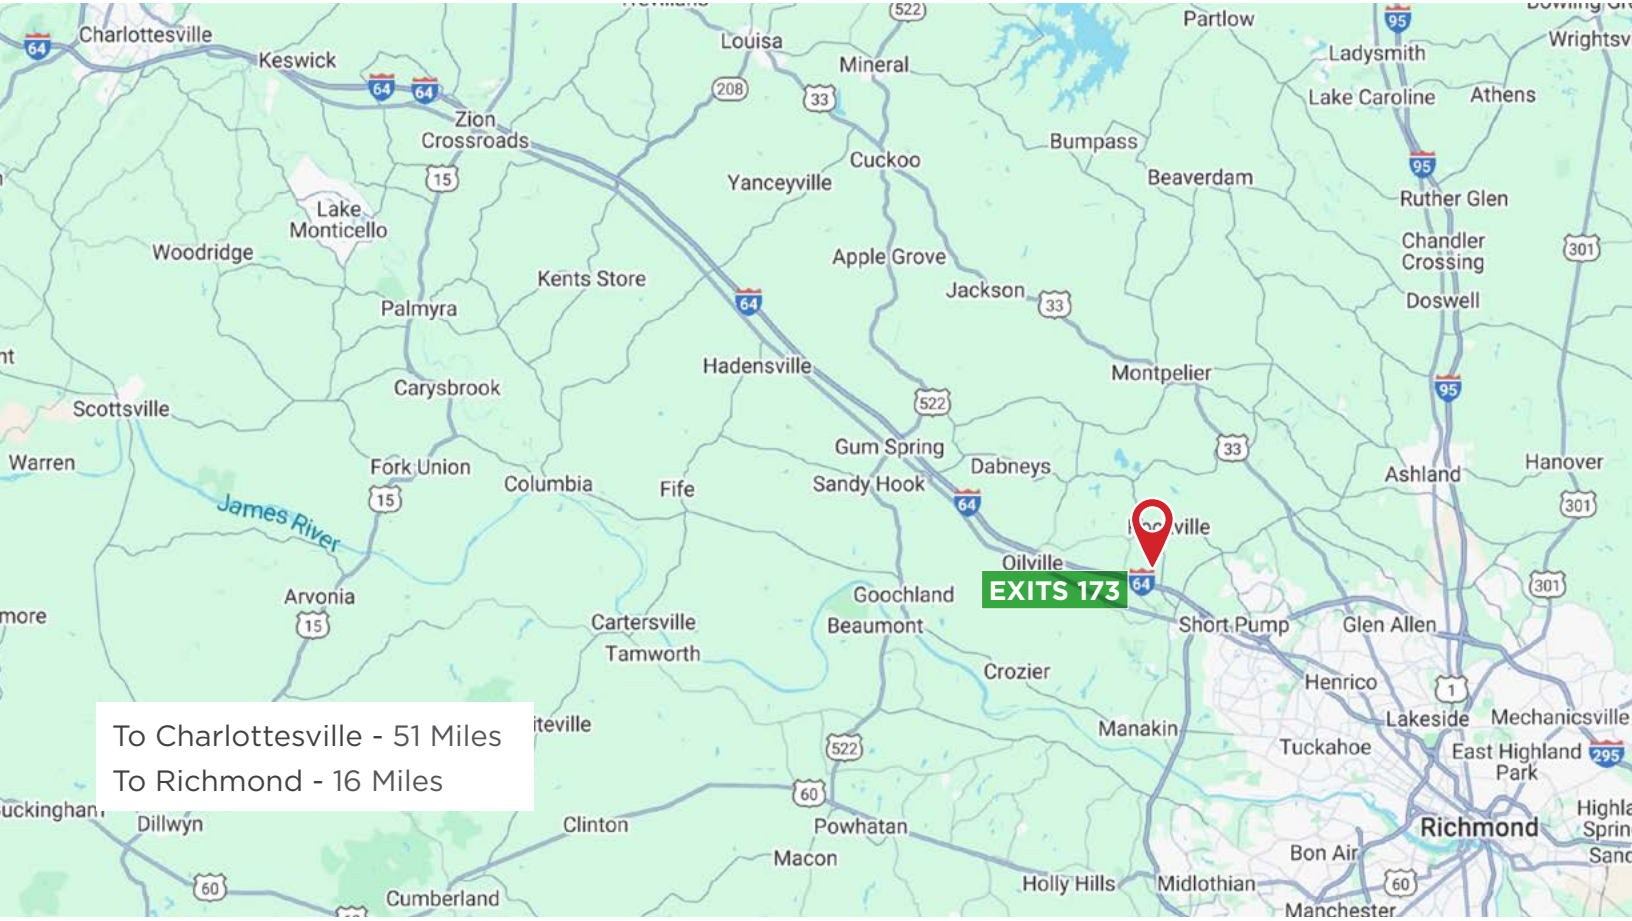 522
95
Partlow
Charlottesville
Louisa
Wrightsv
64
Keswick
Mineral
Ladysmith
64
64
208
33
Lake Caroline
Athens
Zion
Crossroads
Bumpass
Cuckoo
95
15
Yanceyville
Beaverdam
Ruther Glen
Lake
Monticello
Woodridge
Apple Grove
Chandler
Crossing
301
Kents Store
Jackson
33
64
Doswell
Palmyra
nt
Hadensville
Montpelier
Carysbrook
95
Scottsville
522
Gum Spring
33
Warren
Fork Union
Dabneys
Ashland
Hanover
Columbia
Fife
Sandy Hook
15
64
301
James River
ville
Oilville
64
EXITS 173
301
Arvonia
Goochland
more
15
Cartersville
Beaumont
Short Pump
Glen Allen
Tamworth
Crozier
Henrico
1
To Charlottesville - 51 Miles
To Richmond - 16 Miles
iteville
Manakin
Lakeside
Mechanicsville
522
Tuckahoe
East Highland
Park
295
60
uckingham
Dillwyn
Clinton
Powhatan
Richmond
Highla
Sprin
Macon
Bon Air
Sand
60
Cumberland
Holly Hills
Midlothian
60
Manchester